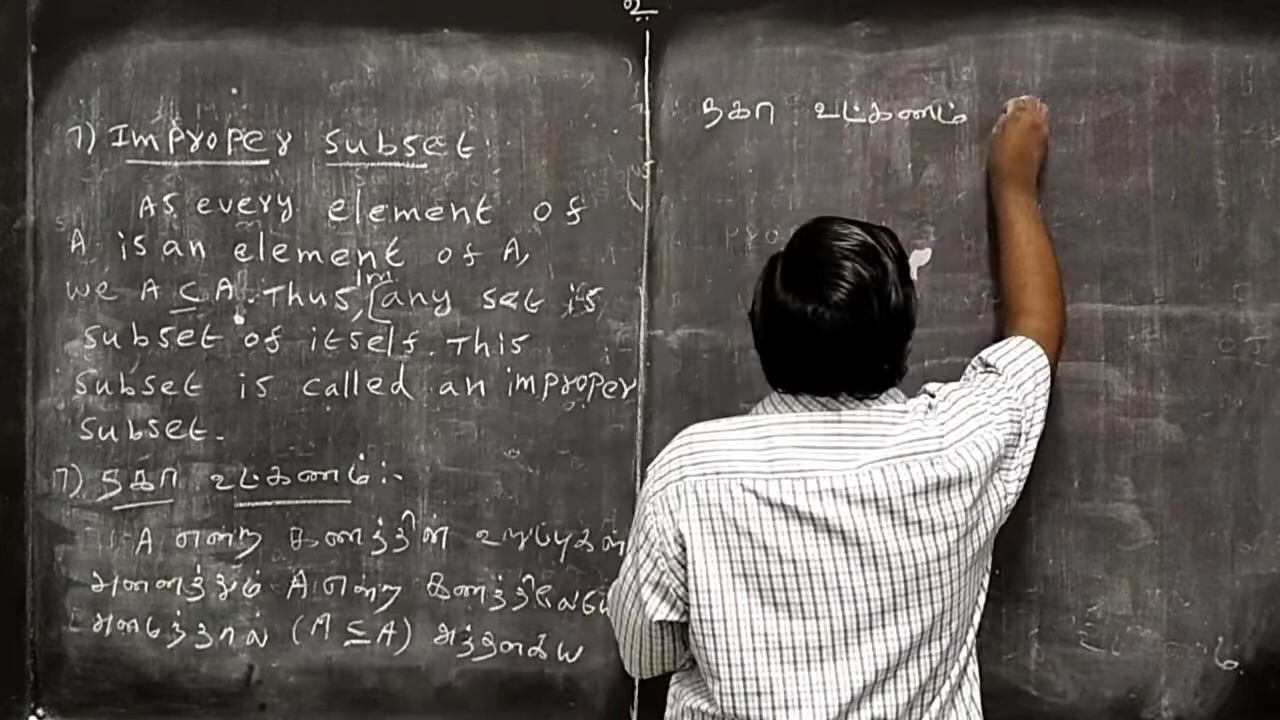 7) Improper Subset:
As every element of
A is an element of A,
we A ⊆ A. Thus, any set is
subset of itself. This
subset is called an improper
subset.
7) தகா உட்கணம்:-
A என்ற கணத்தின் உறுப்புகள்
அனைத்தும் A என்ற கணத்திலேயே
அமைந்தால் (A ⊆ A) அத்தகைய
தகா உட்கணம்